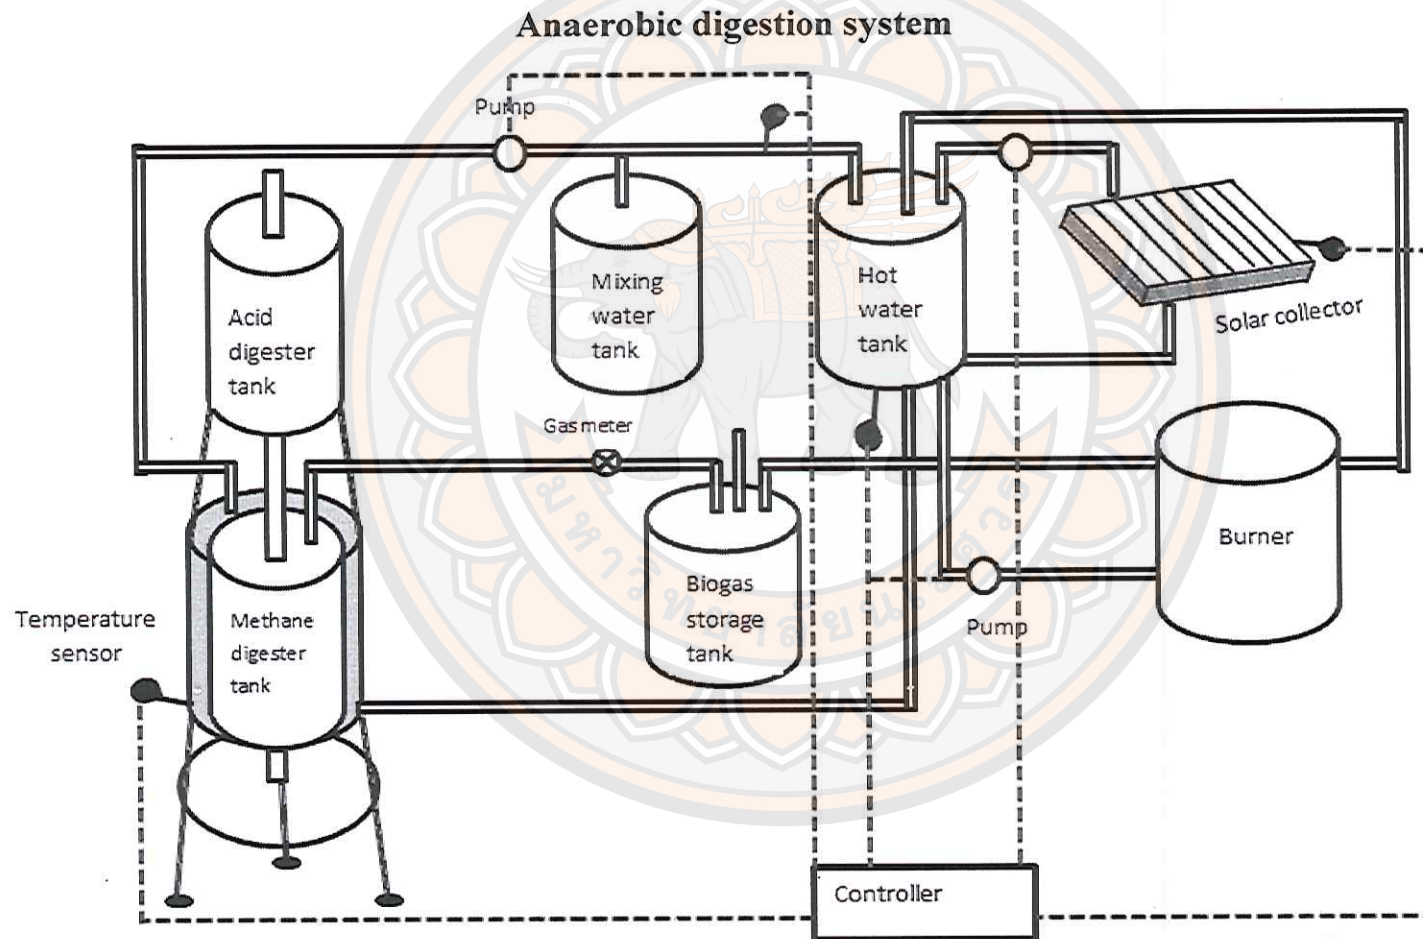 Anaerobic digestion system
Pump
Acid
digester
tank
Mixing
water
tank
Hot
water
tank
Solar collector
Gasmeter
Burner
Biogas
storage
tank
Pump
Temperature
sensor
Methane
digester
tank
Controller